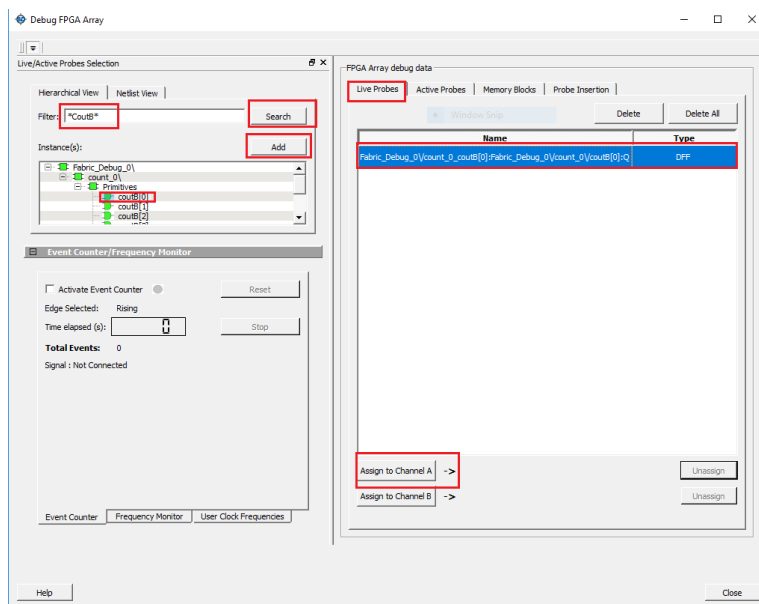 Debug FPGA Array
Live/Active Probes Selection
Hierarchical View
Netlist View
Filter:
*CoutB*
Search
Instance(s):
Add
Fabric_Debug_0\
count_0\
Primitives
coutB[0]
coutB[1]
coutB[2]
Event Counter/Frequency Monitor
Activate Event Counter
Reset
Edge Selected: Rising
Time elapsed (s): 0
Stop
Total Events: 0
Signal : Not Connected
Event Counter
Frequency Monitor
User Clock Frequencies
FPGA Array debug data
Live Probes
Active Probes
Memory Blocks
Probe Insertion
Window Snip
Delete
Delete All
Name
Type
Fabric_Debug_0\/count_0_coutB[0]:Fabric_Debug_0\/count_0\/coutB[0]:Q
DFF
Assign to Channel A
->
Unassign
Assign to Channel B
->
Unassign
Help
Close